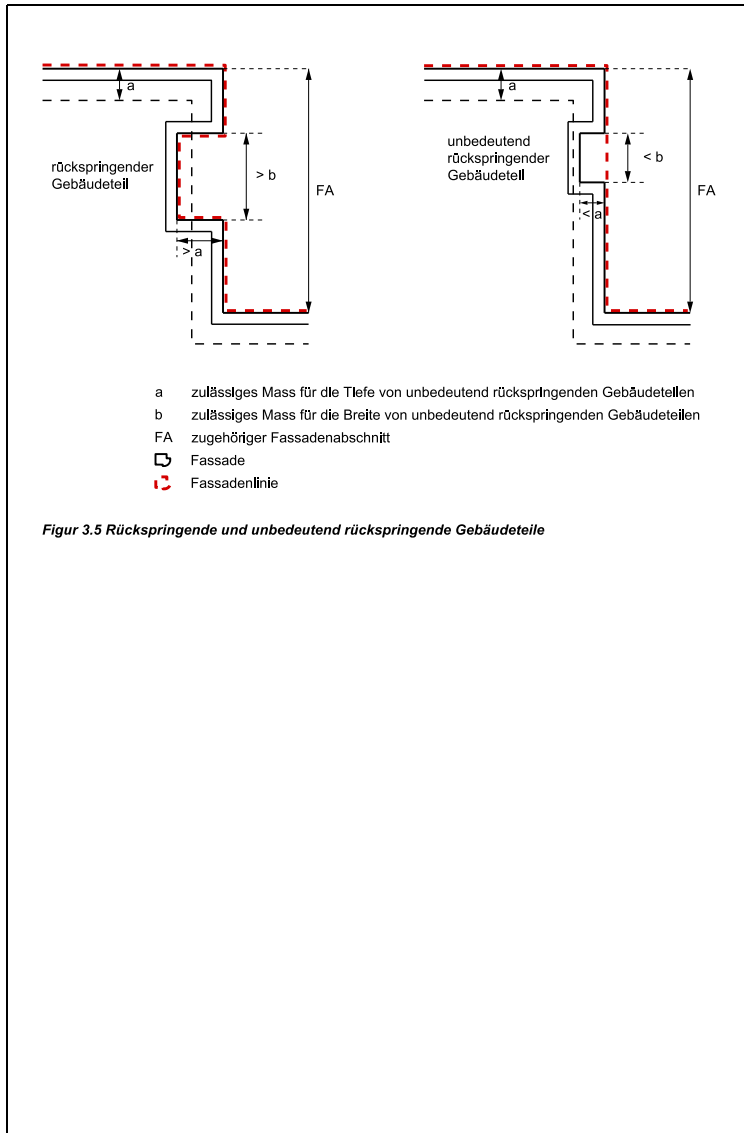 a
rückspringender
Gebäudeteil
> b
FA
> a
a
unbedeutend
rückspringender
Gebäudeteil
< b
FA
< a
a zulässiges Mass für die Tiefe von unbedeutend rückspringenden Gebäudeteilen
b zulässiges Mass für die Breite von unbedeutend rückspringenden Gebäudeteilen
FA zugehöriger Fassadenabschnitt
Fassade
Fassadenlinie
Figur 3.5 Rückspringende und unbedeutend rückspringende Gebäudeteile